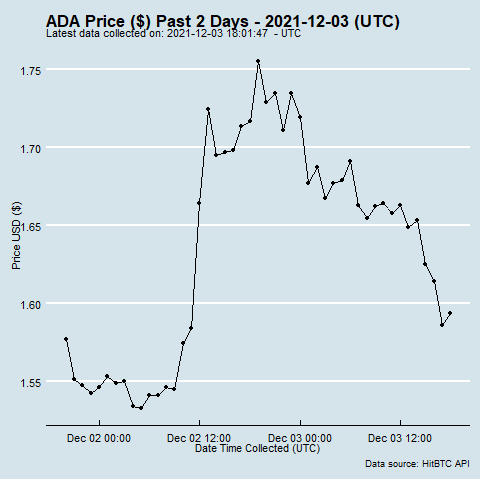 ADA Price ($) Past 2 Days - 2021-12-03 (UTC)
Latest data collected on: 2021-12-03 18:01:47 - UTC
Price USD ($)
1.75
1.70
1.65
1.60
1.55
Dec 02 00:00 Dec 02 12:00 Dec 03 00:00 Dec 03 12:00
Date Time Collected (UTC)
Data source: HitBTC API